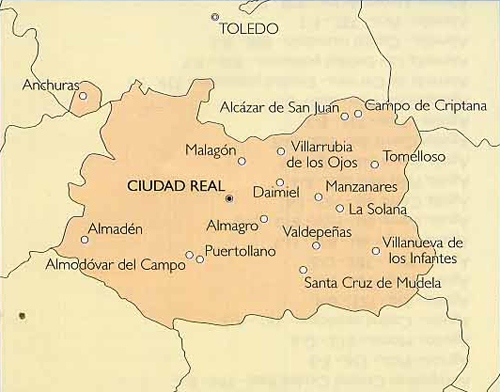 TOLEDO
Anchuras
Alcázar de San Juan
Campo de Criptana
Malagón
Villarrubia
de los Ojos
Tomelloso
CIUDAD REAL
Daimiel
Manzanares
La Solana
Almagro
Almadén
Valdepeñas
Puertollano
Villanueva de
los Infantes
Almodóvar del Campo
Santa Cruz de Mudela